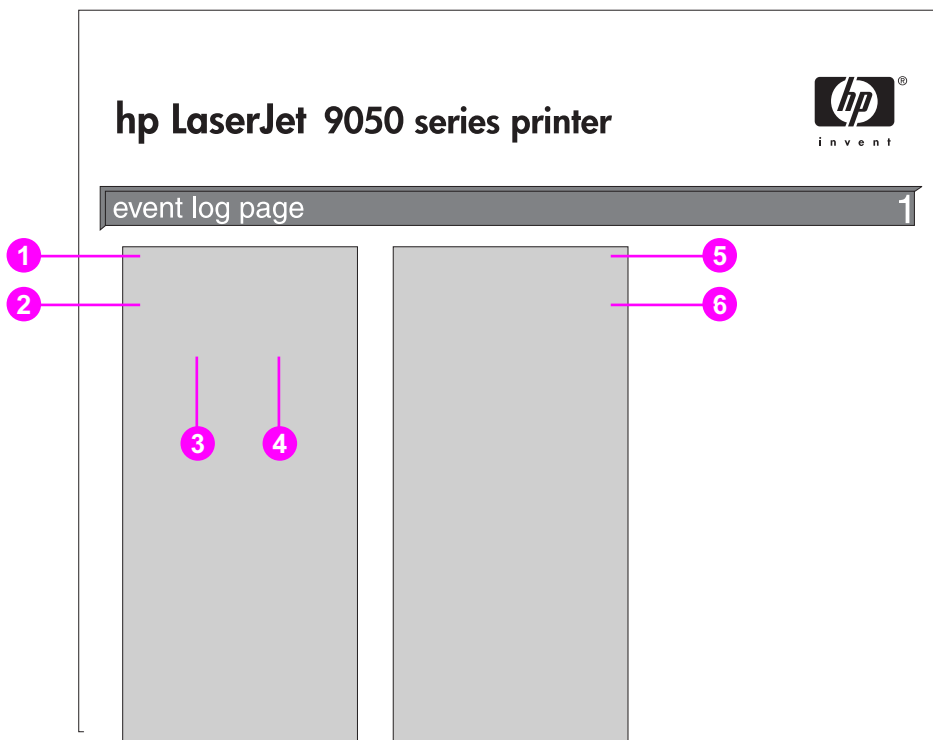 hp
®
invent
hp LaserJet 9050 series printer
event log page 1
1 5
2 6
3 4